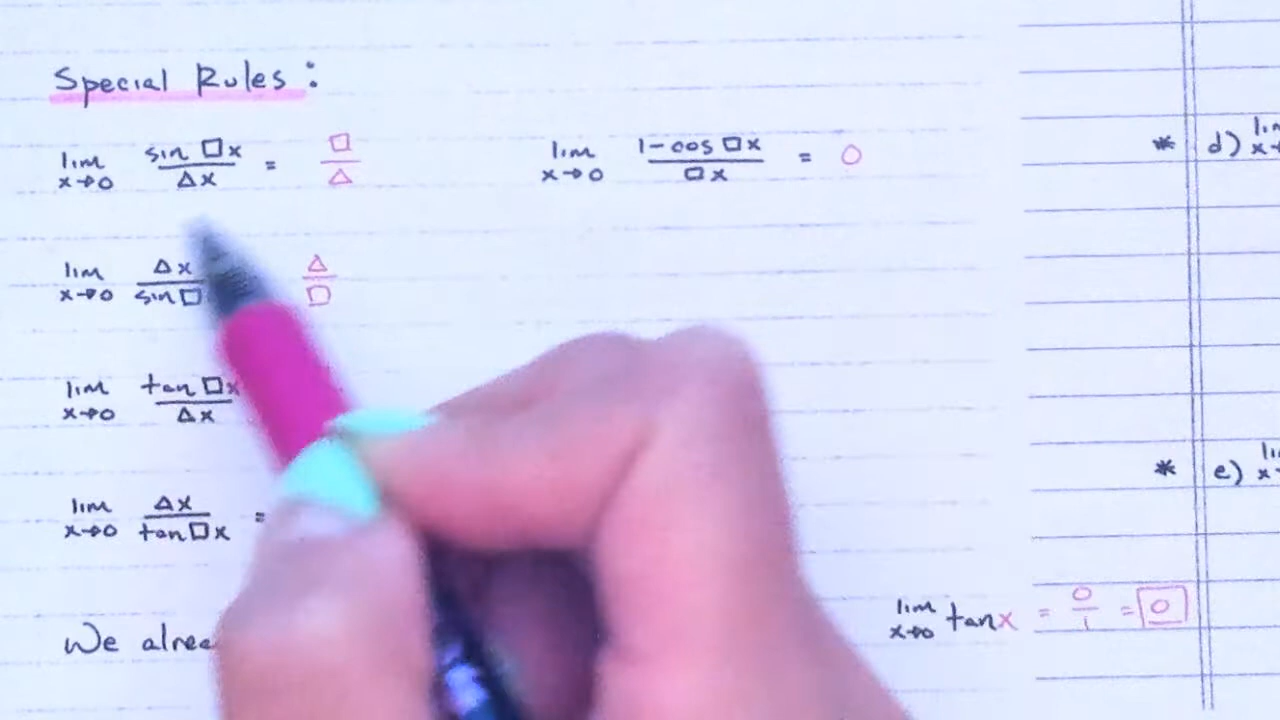 Special Rules:
lim x→0 sin □x / Δx = □ / Δ
lim x→0 1-cos □x / □x = 0
lim x→0 Δx / sin □ Δ / □
lim x→0 tan □x / Δx
lim x→0 Δx / tan □x =
We
lim x→0 tan x = 0/1 = 0
* d) lim x→
* e) x→